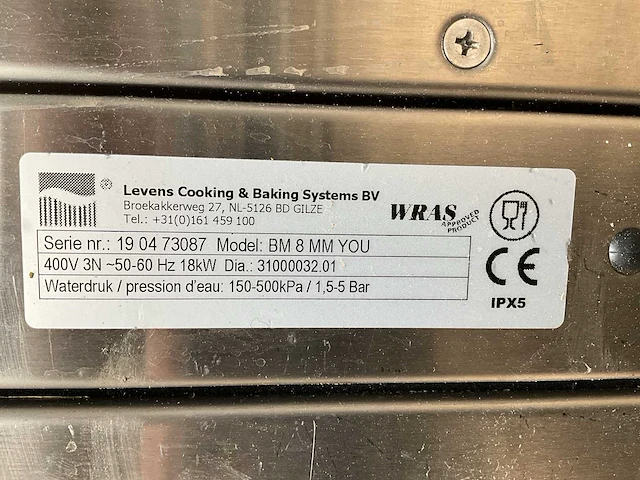 ®
Levens Cooking & Baking Systems BV
Broekakkerweg 27, NL-5126 BD GILZE
Tel.: +31(0)161 459 100
WRAS APPROVED PRODUCT
Serie nr.: 19 04 73087 Model: BM 8 MM YOU
400V 3N ~50-60 Hz 18kW Dia.: 31000032.01
Waterdruk / pression d'eau: 150-500kPa / 1,5-5 Bar
CE
IPX5